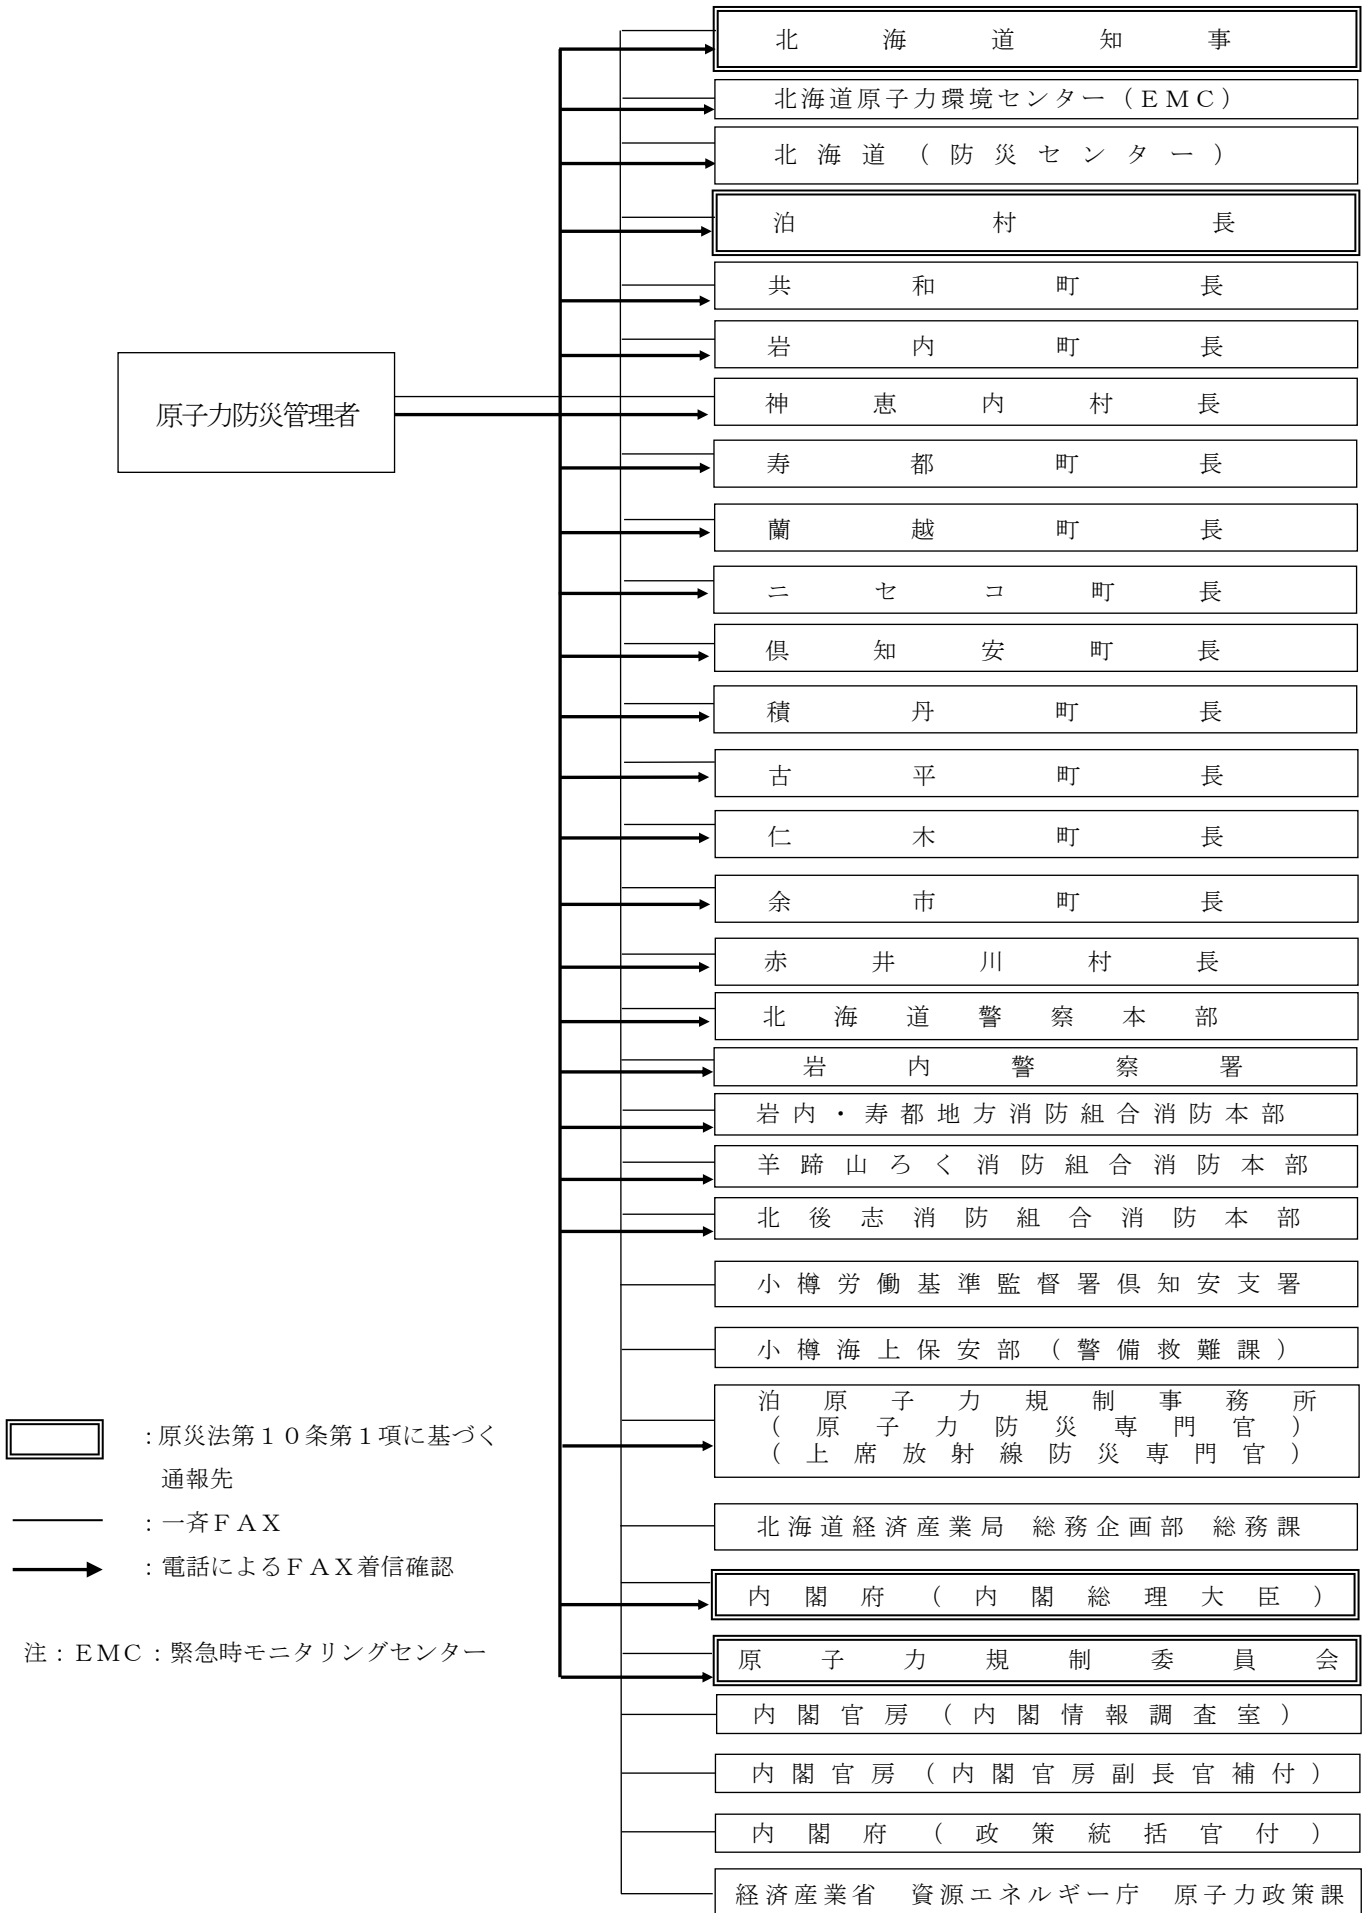 北海道知事
北海道原子力環境センター（ＥＭＣ）
北海道（防災センター）
泊村長
共和町長
岩内町長
原子力防災管理者
神恵内村長
寿都町長
蘭越町長
ニセコ町長
倶知安町長
積丹町長
古平町長
仁木町長
余市町長
赤井川村長
北海道警察本部
岩内警察署
岩内・寿都地方消防組合消防本部
羊蹄山ろく消防組合消防本部
北後志消防組合消防本部
小樽労働基準監督署倶知安支署
小樽海上保安部（警備救難課）
泊原子力規制事務所
（原子力防災専門官）
（上席放射線防災専門官）
北海道経済産業局　総務企画部　総務課
内閣府（内閣総理大臣）
原子力規制委員会
内閣官房（内閣情報調査室）
内閣官房（内閣官房副長官補付）
内閣府（政策統括官付）
経済産業省　資源エネルギー庁　原子力政策課
：原災法第１０条第１項に基づく
通報先
：一斉ＦＡＸ
：電話によるＦＡＸ着信確認
注：ＥＭＣ：緊急時モニタリングセンター